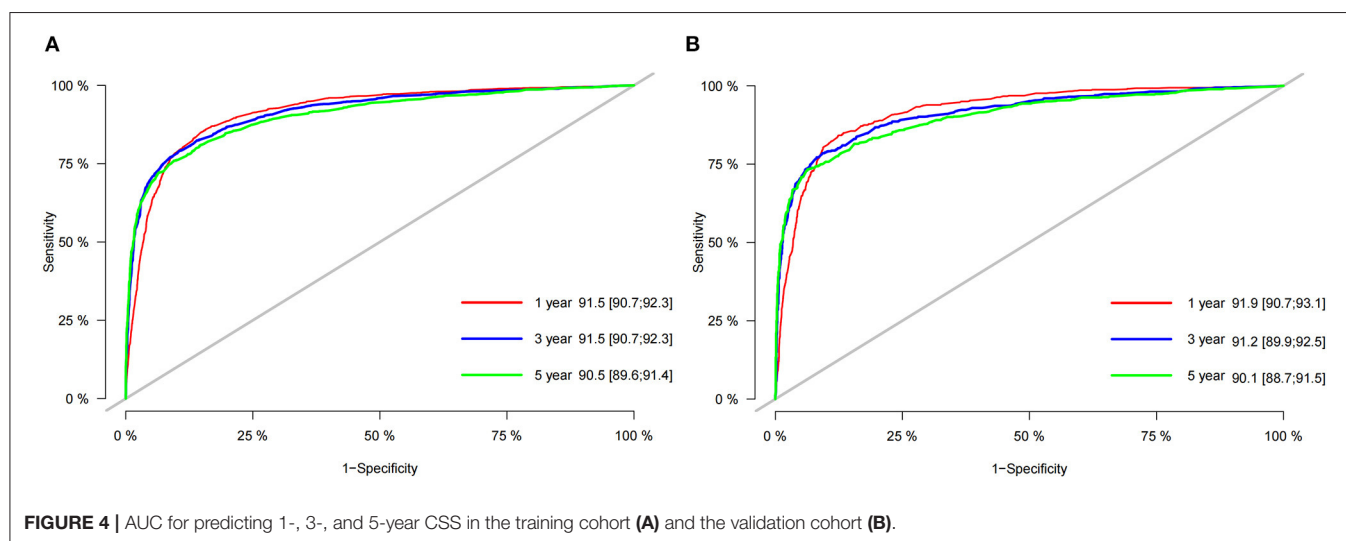 A
100 %
75 %
50 %
25 %
0 %
Sensitivity
1 year 91.5 [90.7;92.3]
3 year 91.5 [90.7;92.3]
5 year 90.5 [89.6;91.4]
0 %
25 %
50 %
75 %
100 %
1−Specificity
B
100 %
75 %
50 %
25 %
0 %
Sensitivity
1 year 91.9 [90.7;93.1]
3 year 91.2 [89.9;92.5]
5 year 90.1 [88.7;91.5]
0 %
25 %
50 %
75 %
100 %
1−Specificity
FIGURE 4 | AUC for predicting 1-, 3-, and 5-year CSS in the training cohort (A) and the validation cohort (B).